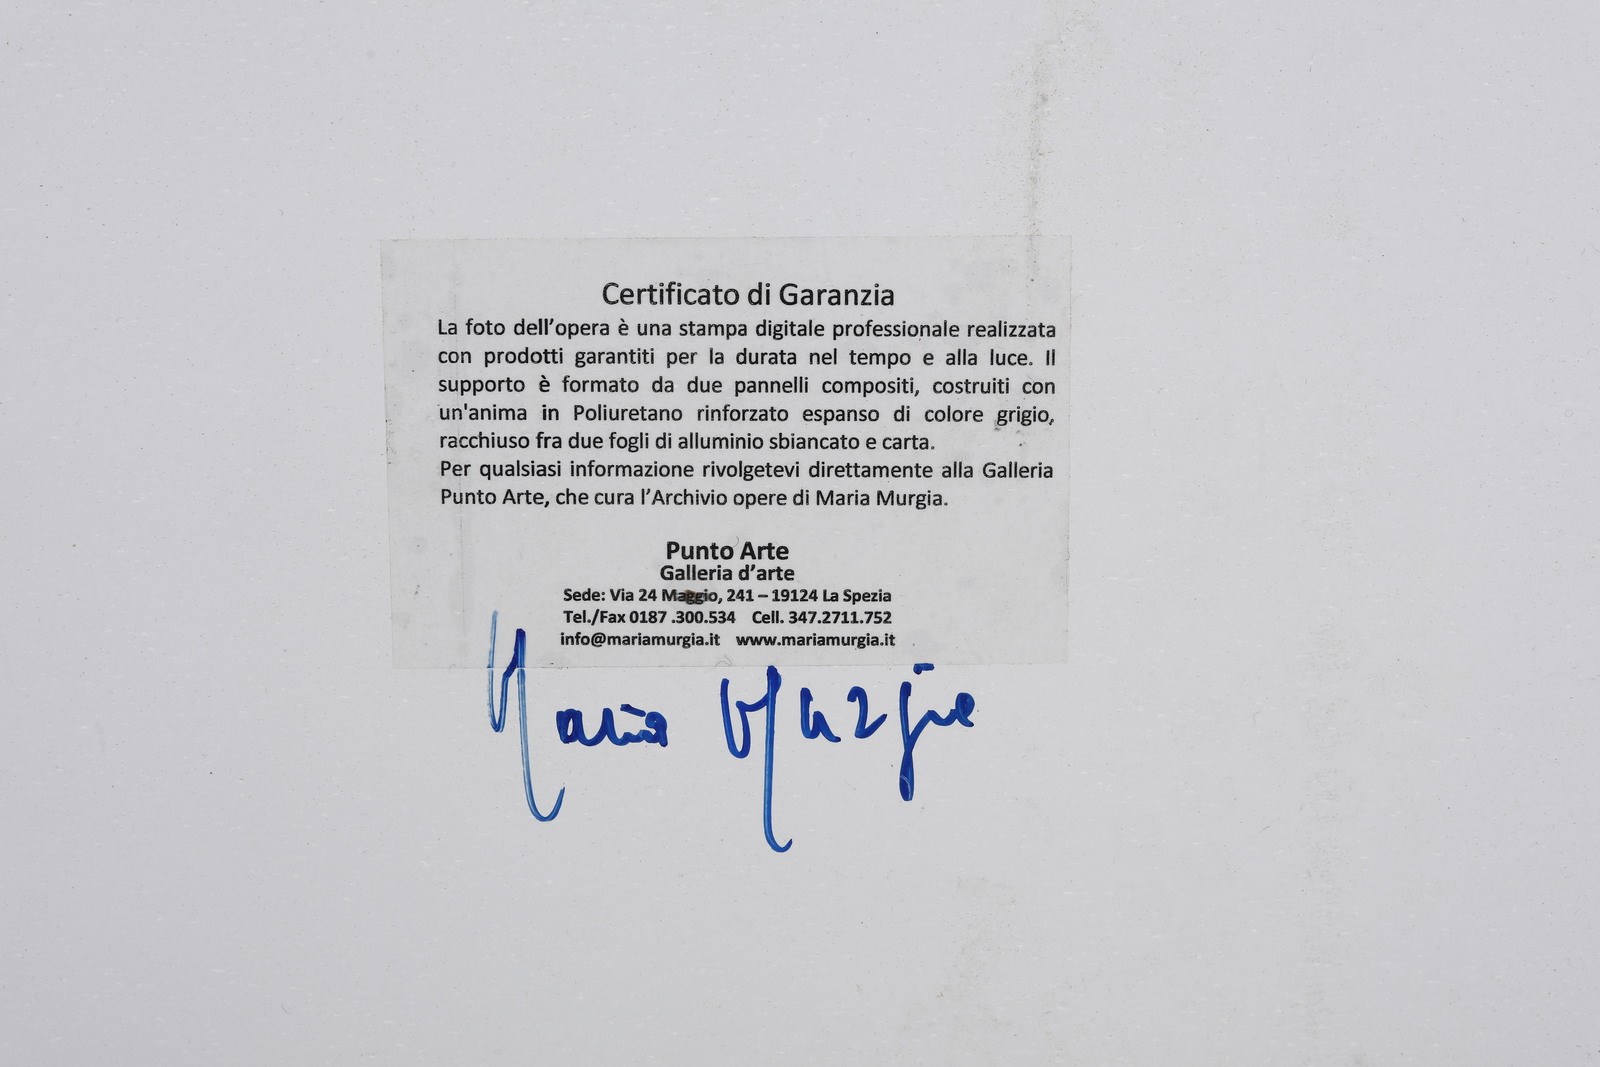 Certificato di Garanzia
La foto dell'opera è una stampa digitale professionale realizzata
con prodotti garantiti per la durata nel tempo e alla luce. Il
supporto è formato da due pannelli compositi, costruiti con
un'anima in Poliuretano rinforzato espanso di colore grigio,
racchiuso fra due fogli di alluminio sbiancato e carta.
Per qualsiasi informazione rivolgetevi direttamente alla Galleria
Punto Arte, che cura l'Archivio opere di Maria Murgia.
Punto Arte
Galleria d'arte
Sede: Via 24 Maggio, 241 – 19124 La Spezia
Tel./Fax 0187 .300.534 Cell. 347.2711.752
info@mariamurgia.it www.mariamurgia.it
Maria Murgia